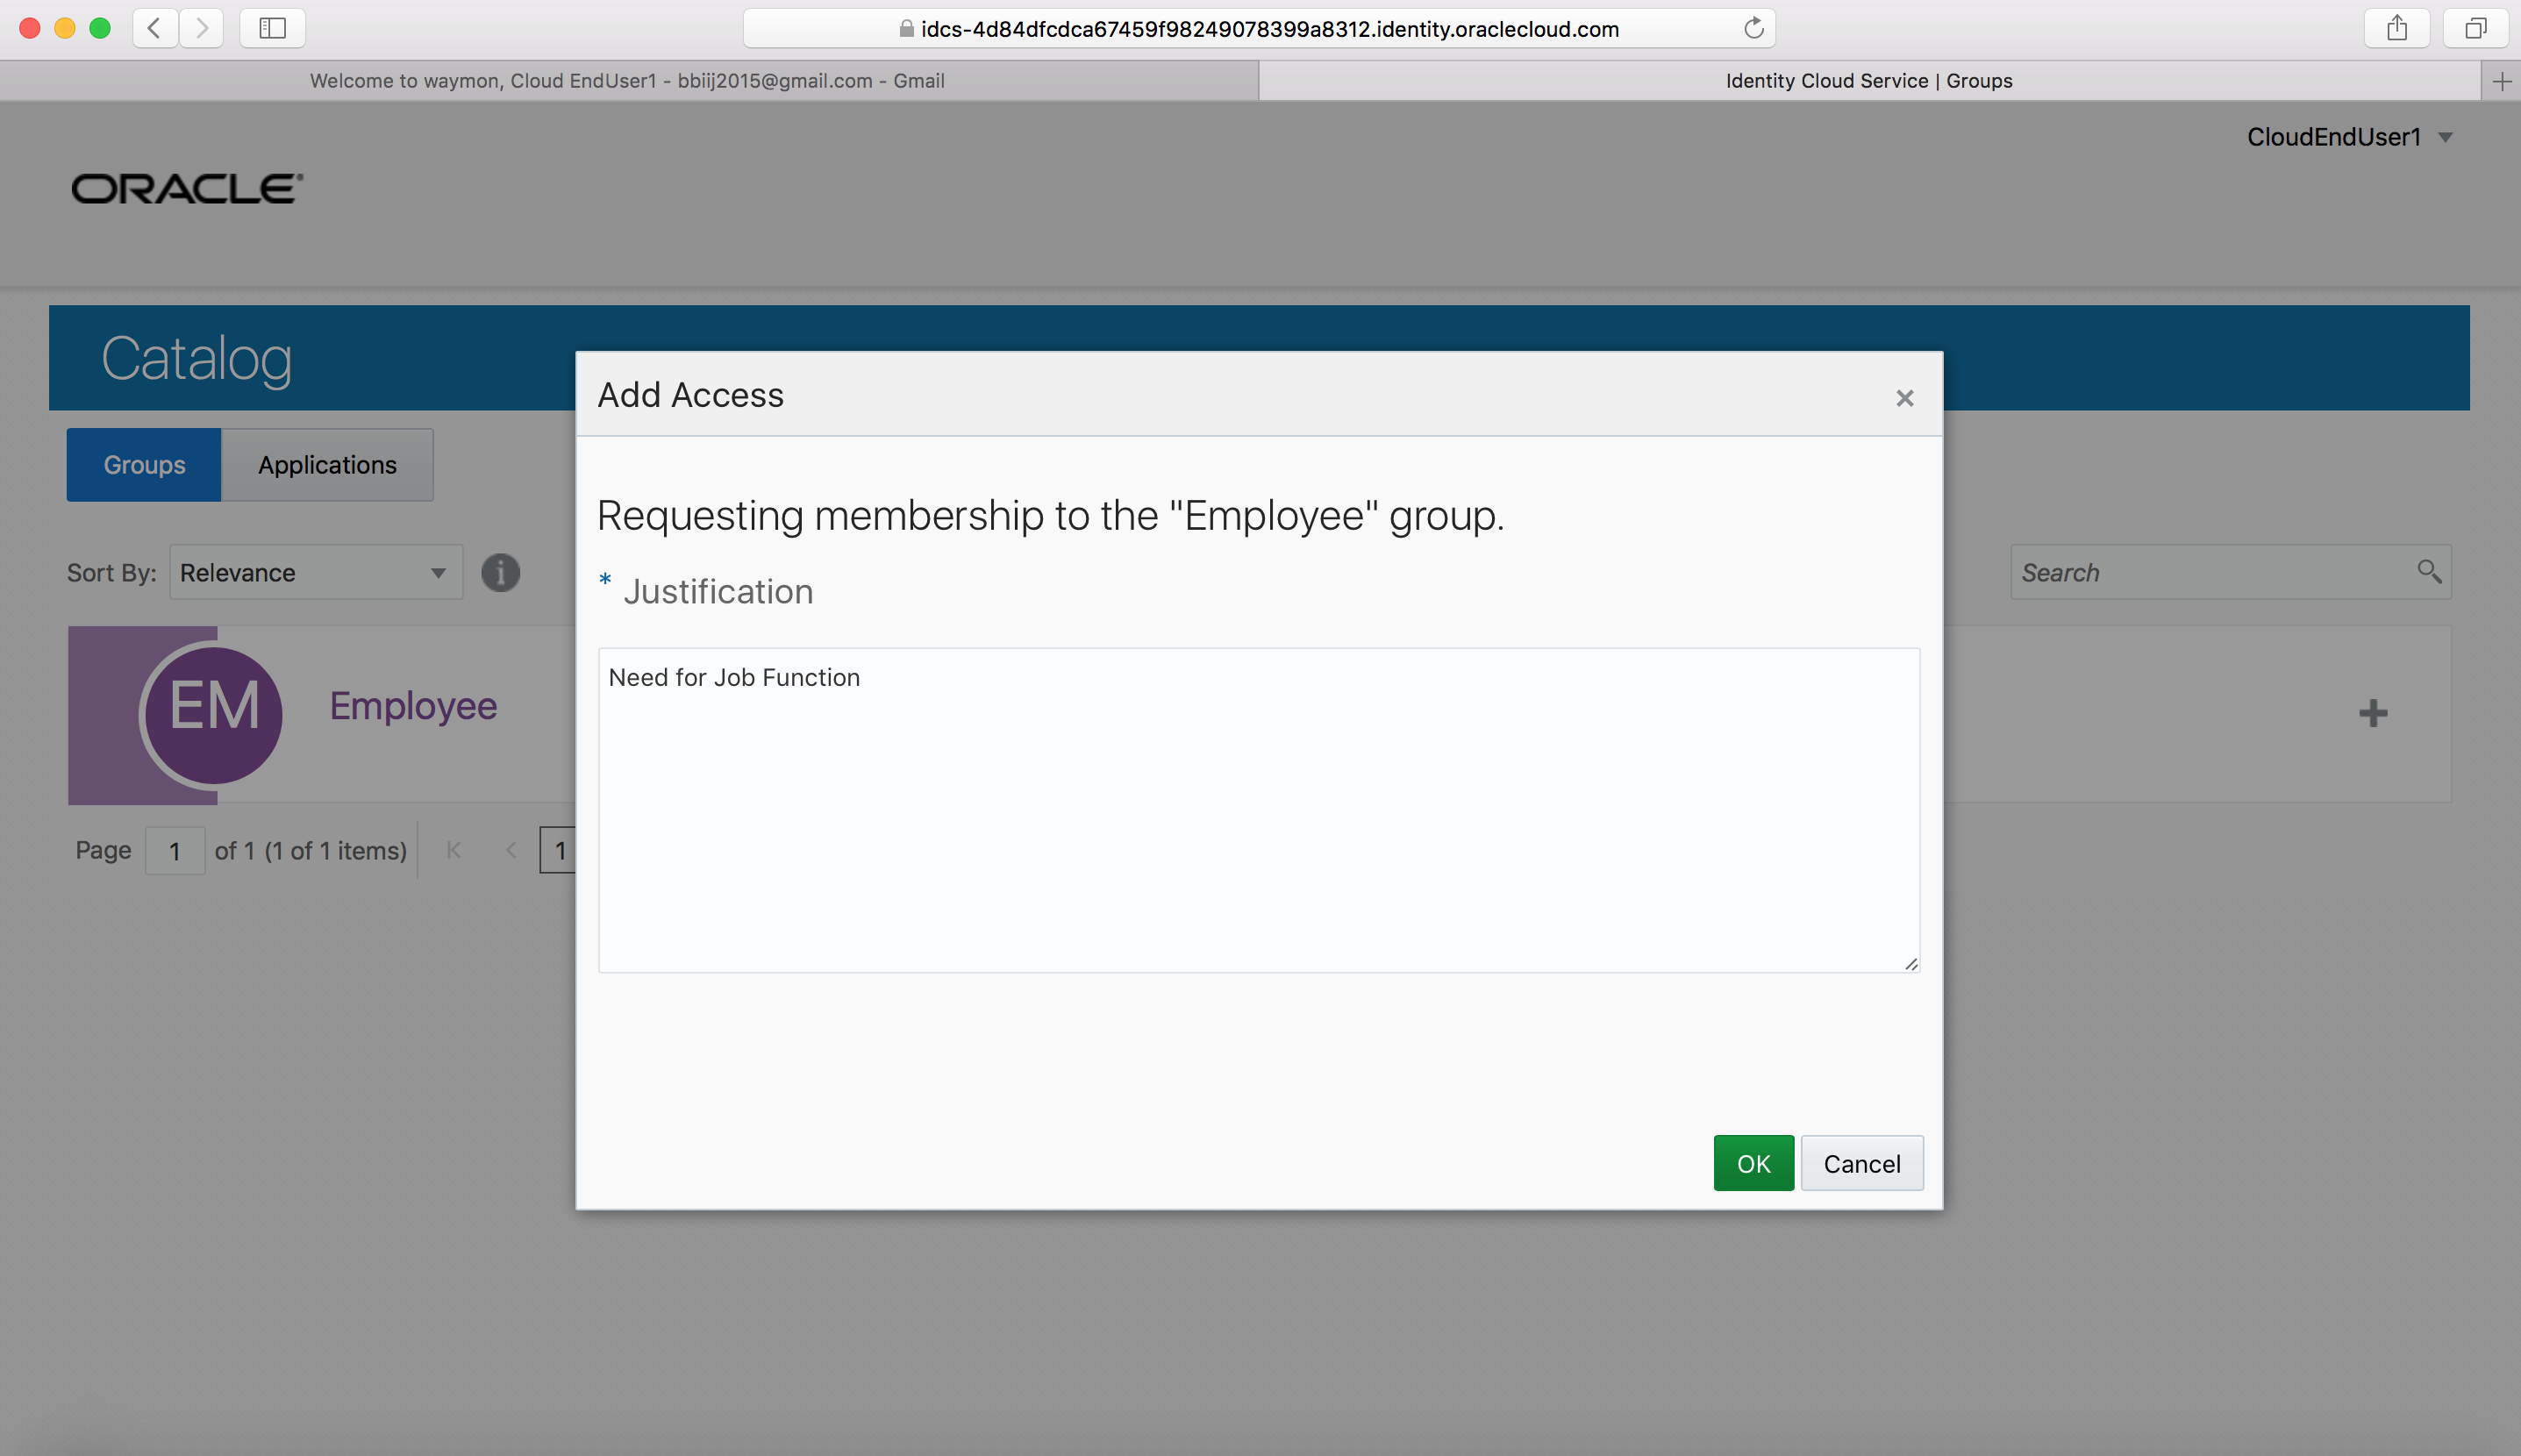 idcs-4d84dfcdca67459f98249078399a8312.identity.oraclecloud.com
Welcome to waymon, Cloud EndUser1 - bbiij2015@gmail.com - Gmail
Identity Cloud Service | Groups
CloudEndUser1
ORACLE
Catalog
Add Access
Groups
Applications
Requesting membership to the "Employee" group.
Sort By: Relevance
Search
* Justification
Need for Job Function
EM
Employee
Page 1 of 1 (1 of 1 items) 1
OK
Cancel